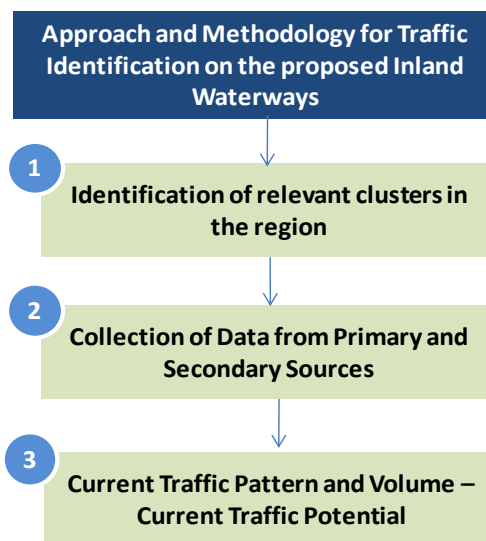 Approach and Methodology for Traffic
Identification on the proposed Inland
Waterways
1
Identification of relevant clusters in
the region
2
Collection of Data from Primary and
Secondary Sources
3
Current Traffic Pattern and Volume –
Current Traffic Potential